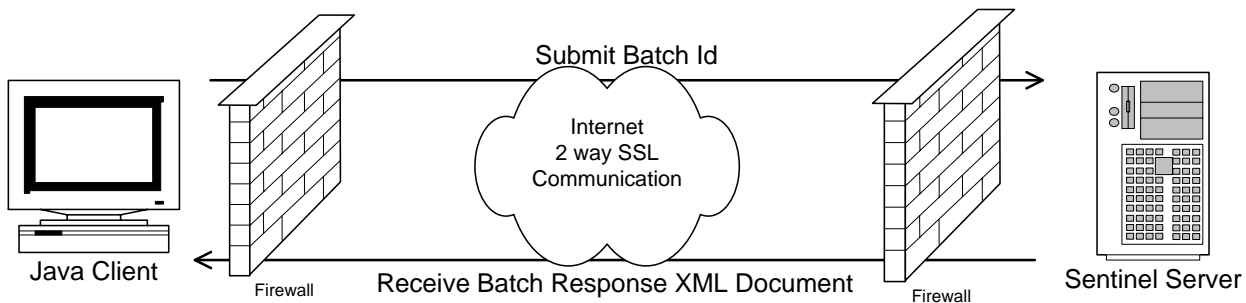 Submit Batch Id
Internet
2 way SSL
Communication
Java Client
Firewall
Receive Batch Response XML Document
Firewall
Sentinel Server